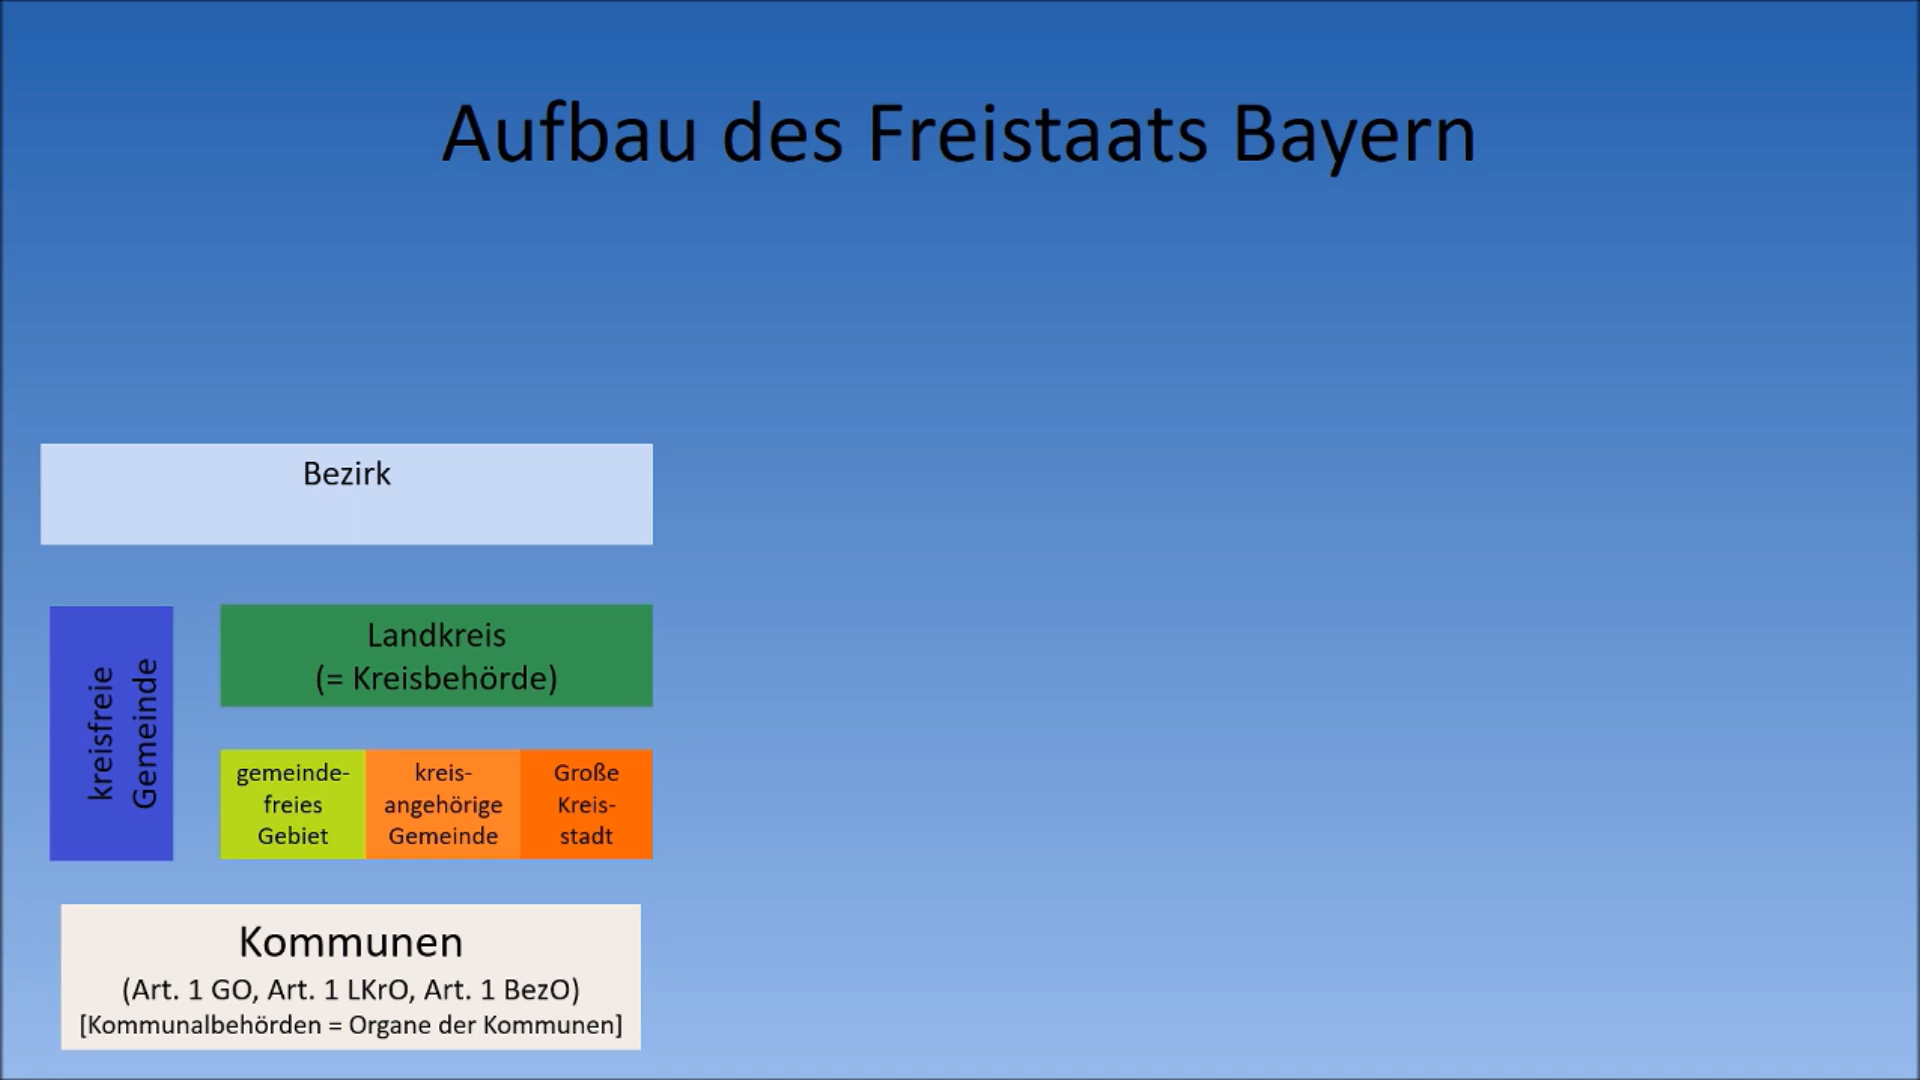 Aufbau des Freistaats Bayern
Bezirk
kreisfreie
Gemeinde
Landkreis
(= Kreisbehörde)
gemeinde-
freies
Gebiet
kreis-
angehörige
Gemeinde
Große
Kreis-
stadt
Kommunen
(Art. 1 GO, Art. 1 LKrO, Art. 1 BezO)
[Kommunalbehörden = Organe der Kommunen]